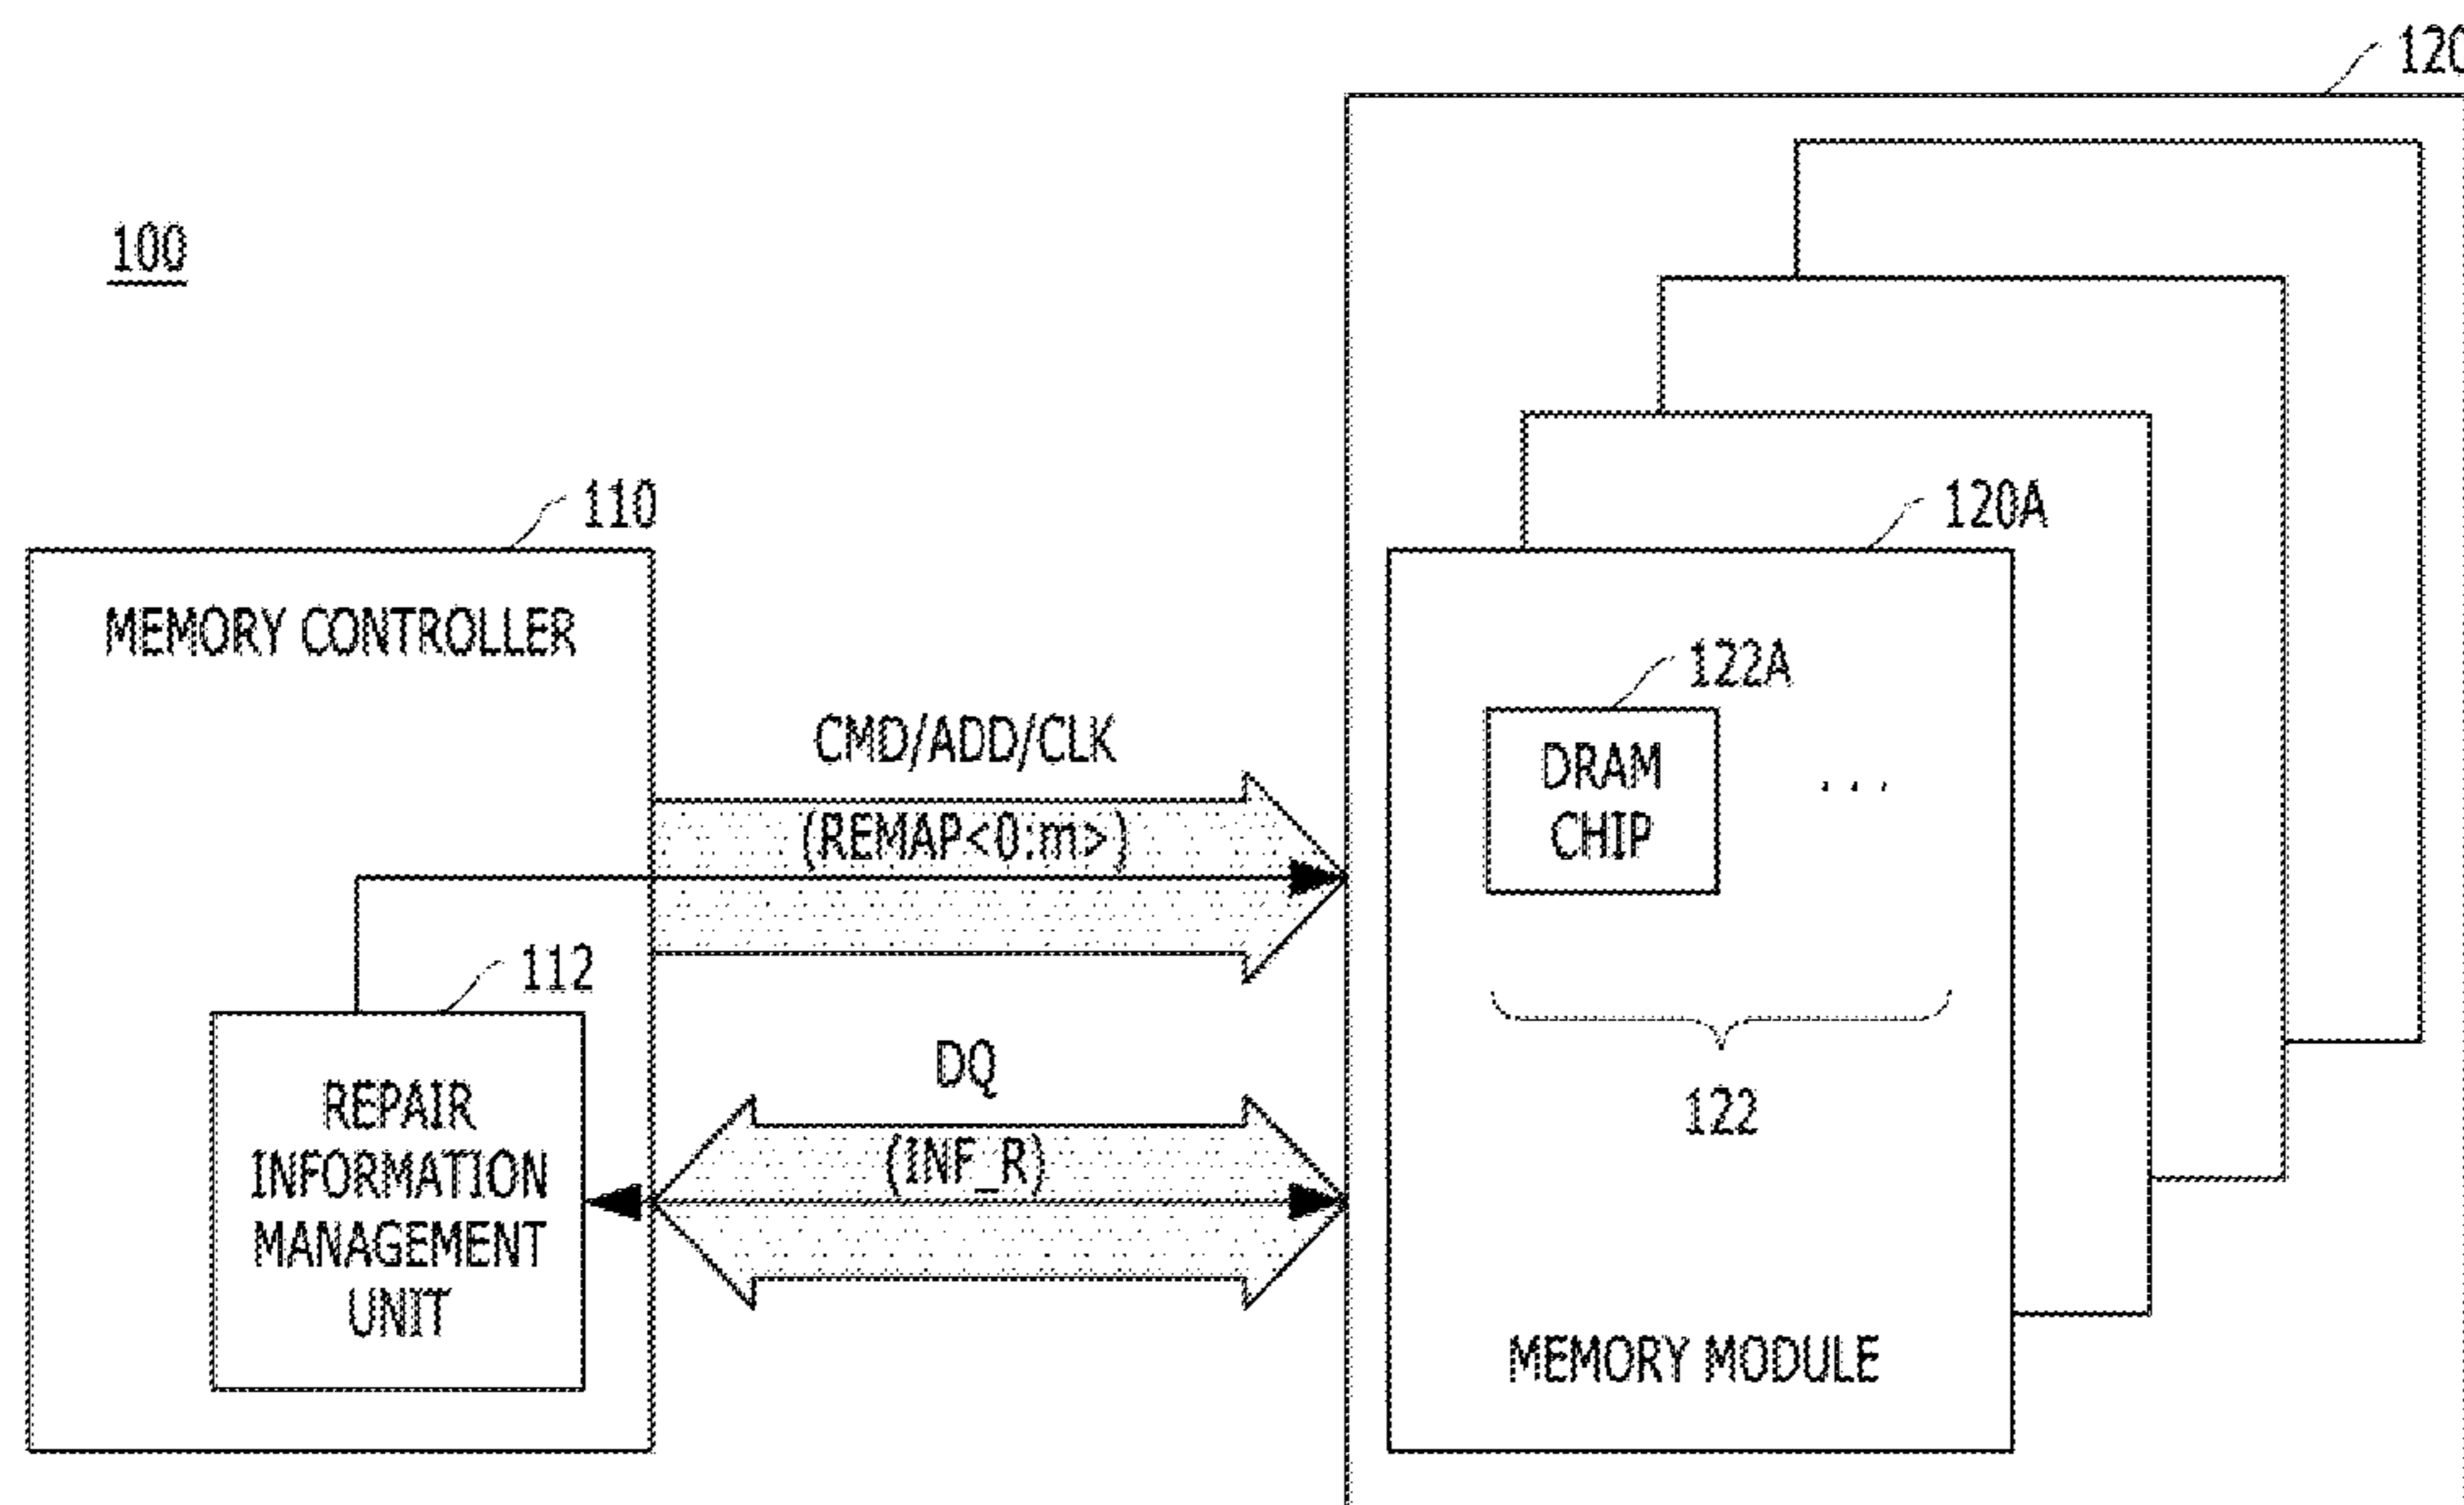 120
100
110
120A
MEMORY CONTROLLER
122A
CMD/ADD/CLK
DRAM
CHIP
...
(REMAP<0:m>)
112
DQ
122
REPAIR
INFORMATION
MANAGEMENT
UNIT
(INF_R)
MEMORY MODULE